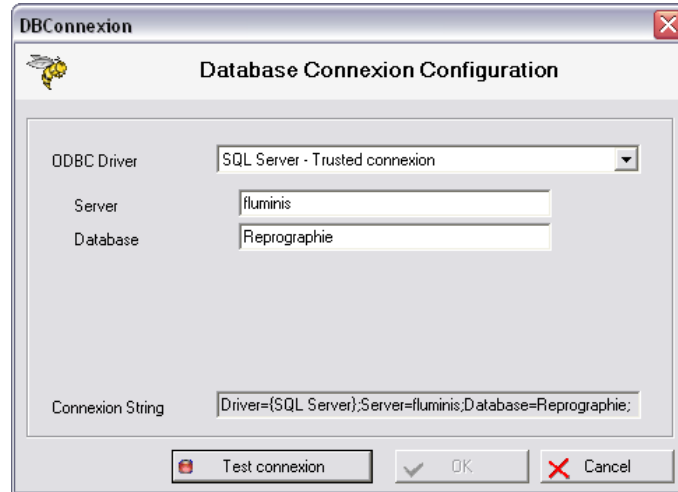 DBConnexion
Database Connexion Configuration
ODBC Driver SQL Server - Trusted connexion
Server fluminis
Database Reprographie
Connexion String Driver={SQL Server};Server=fluminis;Database=Reprographie;
Test connexion OK Cancel